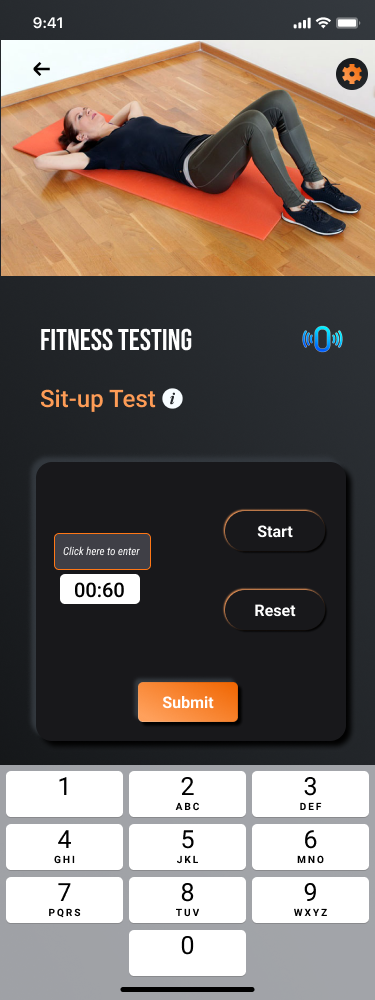 9:41
FITNESS TESTING
Sit-up Test i
Click here to enter
00:60
Start
Reset
Submit
1 2 3
ABC DEF
4 5 6
GHI JKL MNO
7 8 9
PQRS TUV WXYZ
0